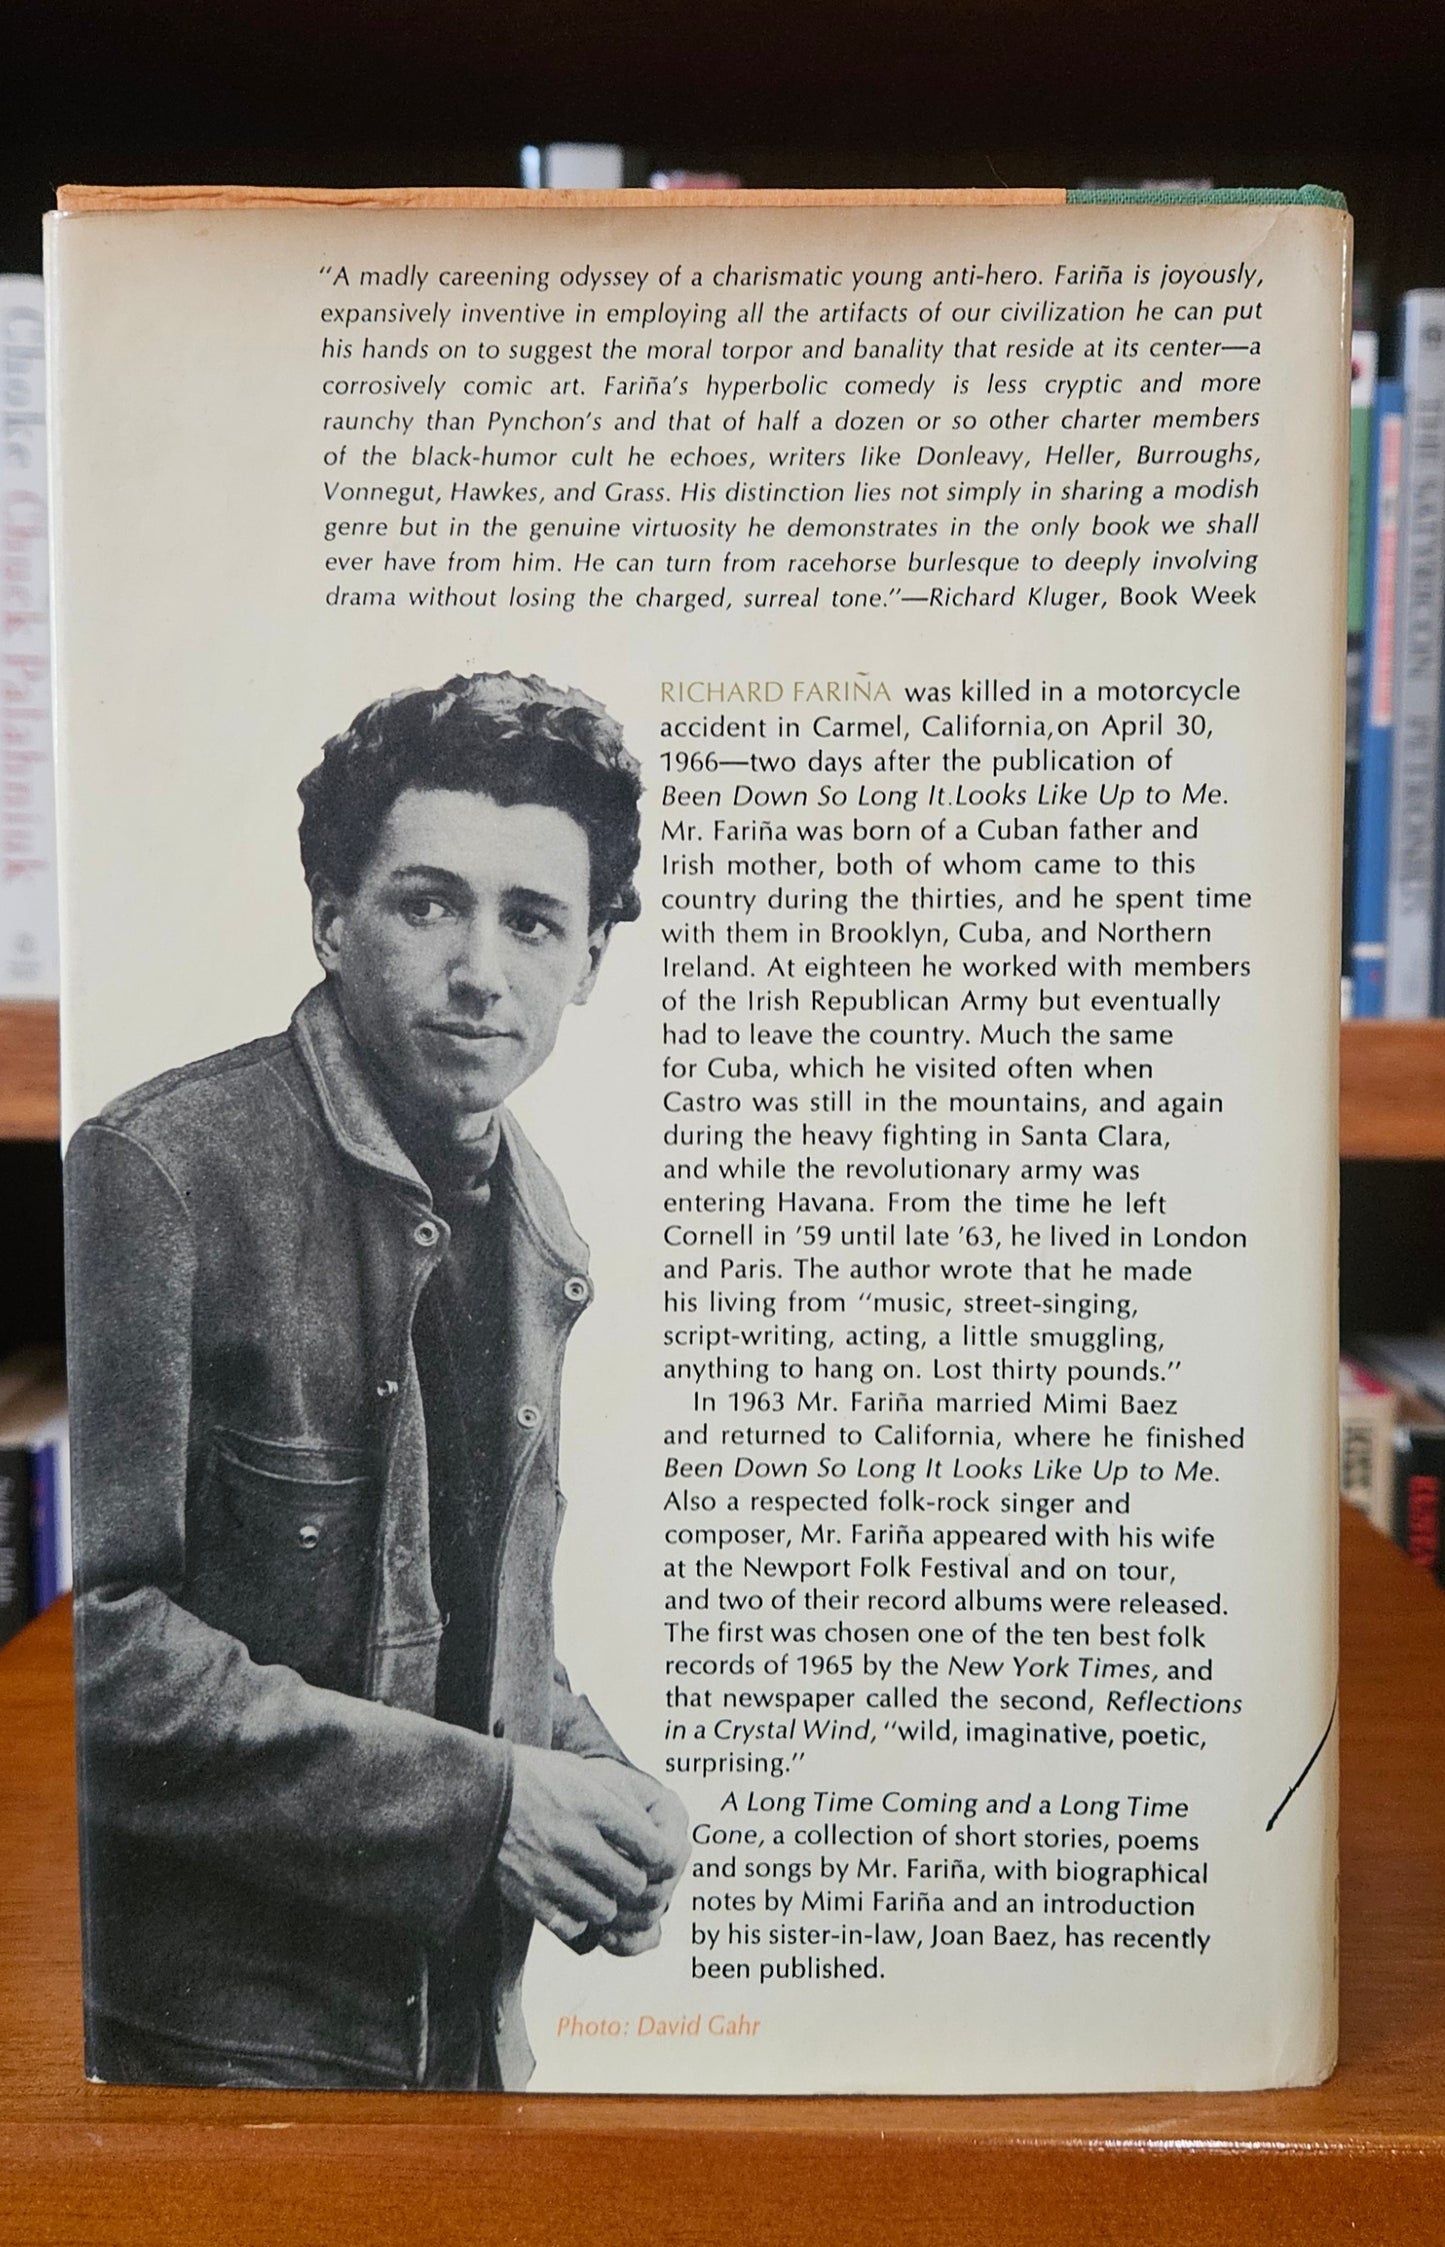 "A madly careening odyssey of a charismatic young anti-hero. Fariña is joyously,
expansively inventive in employing all the artifacts of our civilization he can put
his hands on to suggest the moral torpor and banality that reside at its center—a
corrosively comic art. Fariña's hyperbolic comedy is less cryptic and more
raunchy than Pynchon's and that of half a dozen or so other charter members
of the black-humor cult he echoes, writers like Donleavy, Heller, Burroughs,
Vonnegut, Hawkes, and Grass. His distinction lies not simply in sharing a modish
genre but in the genuine virtuosity he demonstrates in the only book we shall
ever have from him. He can turn from racehorse burlesque to deeply involving
drama without losing the charged, surreal tone."—Richard Kluger, Book Week
RICHARD FARIÑA was killed in a motorcycle
accident in Carmel, California,on April 30,
1966—two days after the publication of
Been Down So Long It.Looks Like Up to Me.
Mr. Fariña was born of a Cuban father and
Irish mother, both of whom came to this
country during the thirties, and he spent time
with them in Brooklyn, Cuba, and Northern
Ireland. At eighteen he worked with members
of the Irish Republican Army but eventually
had to leave the country. Much the same
for Cuba, which he visited often when
Castro was still in the mountains, and again
during the heavy fighting in Santa Clara,
and while the revolutionary army was
entering Havana. From the time he left
Cornell in '59 until late '63, he lived in London
and Paris. The author wrote that he made
his living from "music, street-singing,
script-writing, acting, a little smuggling,
anything to hang on. Lost thirty pounds."
In 1963 Mr. Fariña married Mimi Baez
and returned to California, where he finished
Been Down So Long It Looks Like Up to Me.
Also a respected folk-rock singer and
composer, Mr. Fariña appeared with his wife
at the Newport Folk Festival and on tour,
and two of their record albums were released.
The first was chosen one of the ten best folk
records of 1965 by the New York Times, and
that newspaper called the second, Reflections
in a Crystal Wind, "wild, imaginative, poetic,
surprising."
A Long Time Coming and a Long Time
Gone, a collection of short stories, poems
and songs by Mr. Fariña, with biographical
notes by Mimi Fariña and an introduction
by his sister-in-law, Joan Baez, has recently
been published.
Photo: David Gahr
Choke Chuck Palahniuk
THE SATYRICON PETRONIUS